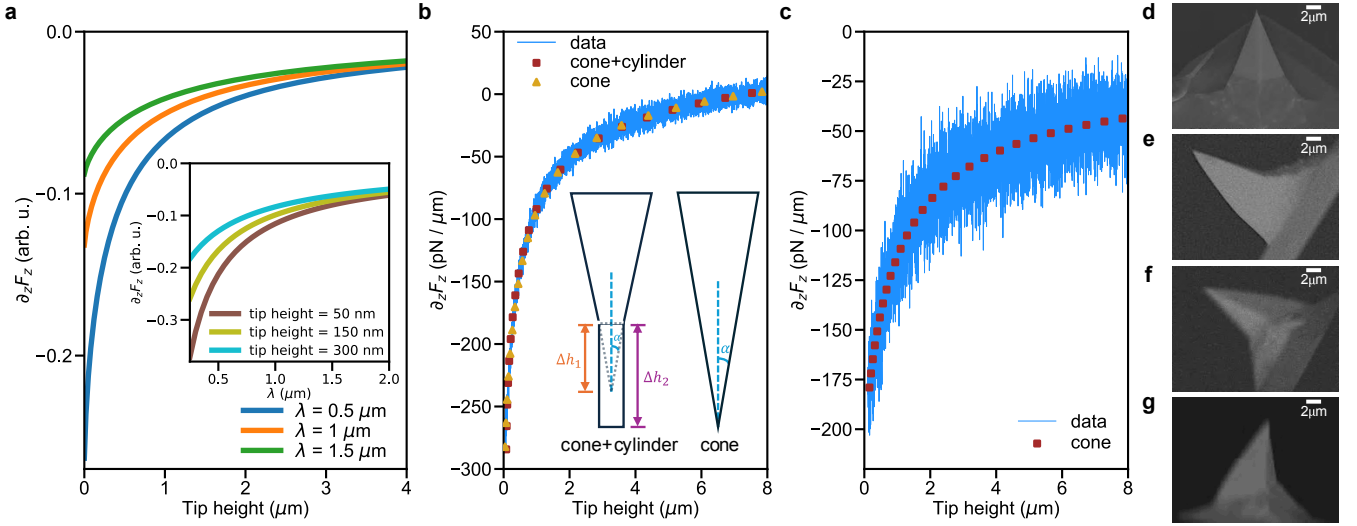 a
0.0
−0.1
−0.2
∂zFz (arb. u.)
0
1
2
3
4
Tip height (μm)
λ = 0.5 μm
λ = 1 μm
λ = 1.5 μm
0.0
−0.1
−0.2
−0.3
∂zFz (arb. u.)
tip height = 50 nm
tip height = 150 nm
tip height = 300 nm
0.5
1.0
1.5
2.0
λ (μm)
b
50
0
−50
−100
−150
−200
−250
−300
∂zFz (pN / μm)
data
cone+cylinder
cone
Δh1
α
Δh2
α
cone+cylinder
cone
0
2
4
6
8
Tip height (μm)
c
0
−25
−50
−75
−100
−125
−150
−175
−200
∂zFz (pN / μm)
data
cone
0
2
4
6
8
Tip height (μm)
d
2μm
e
2μm
f
2μm
g
2μm